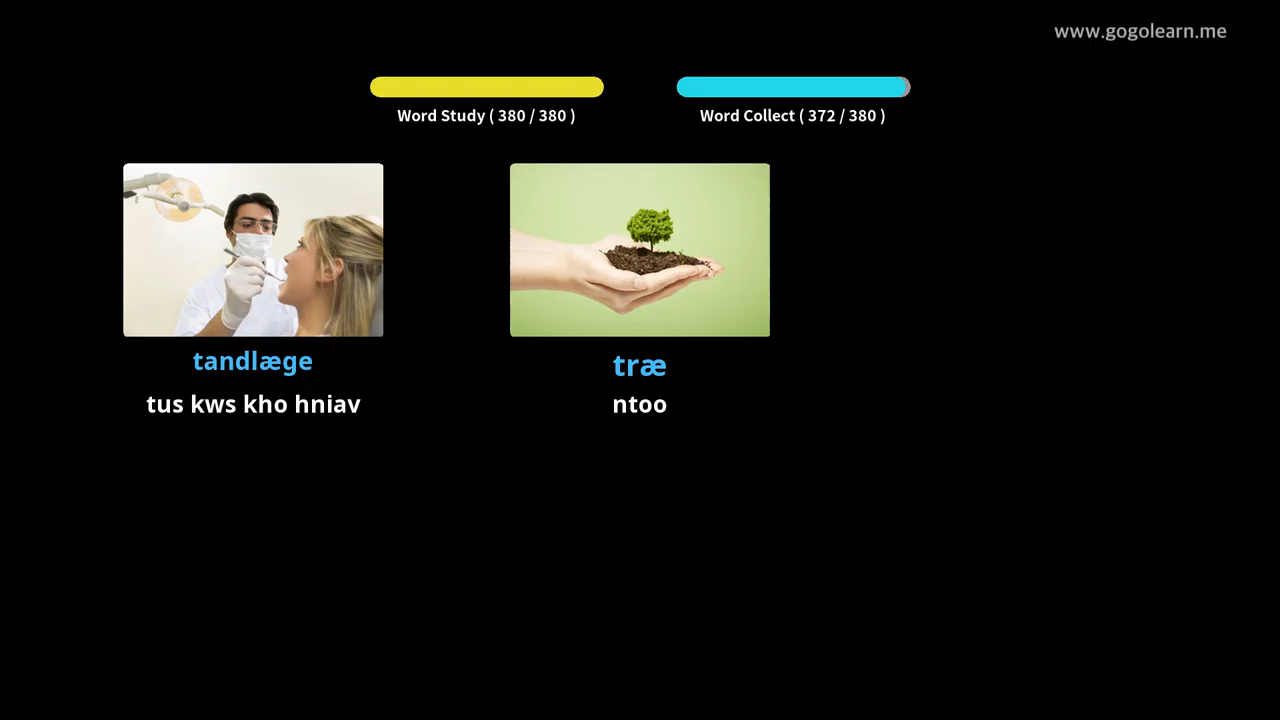 www.gogolearn.me
Word Study ( 380 / 380 )
Word Collect ( 372 / 380 )
tandlæge
træ
tus kws kho hniav
ntoo